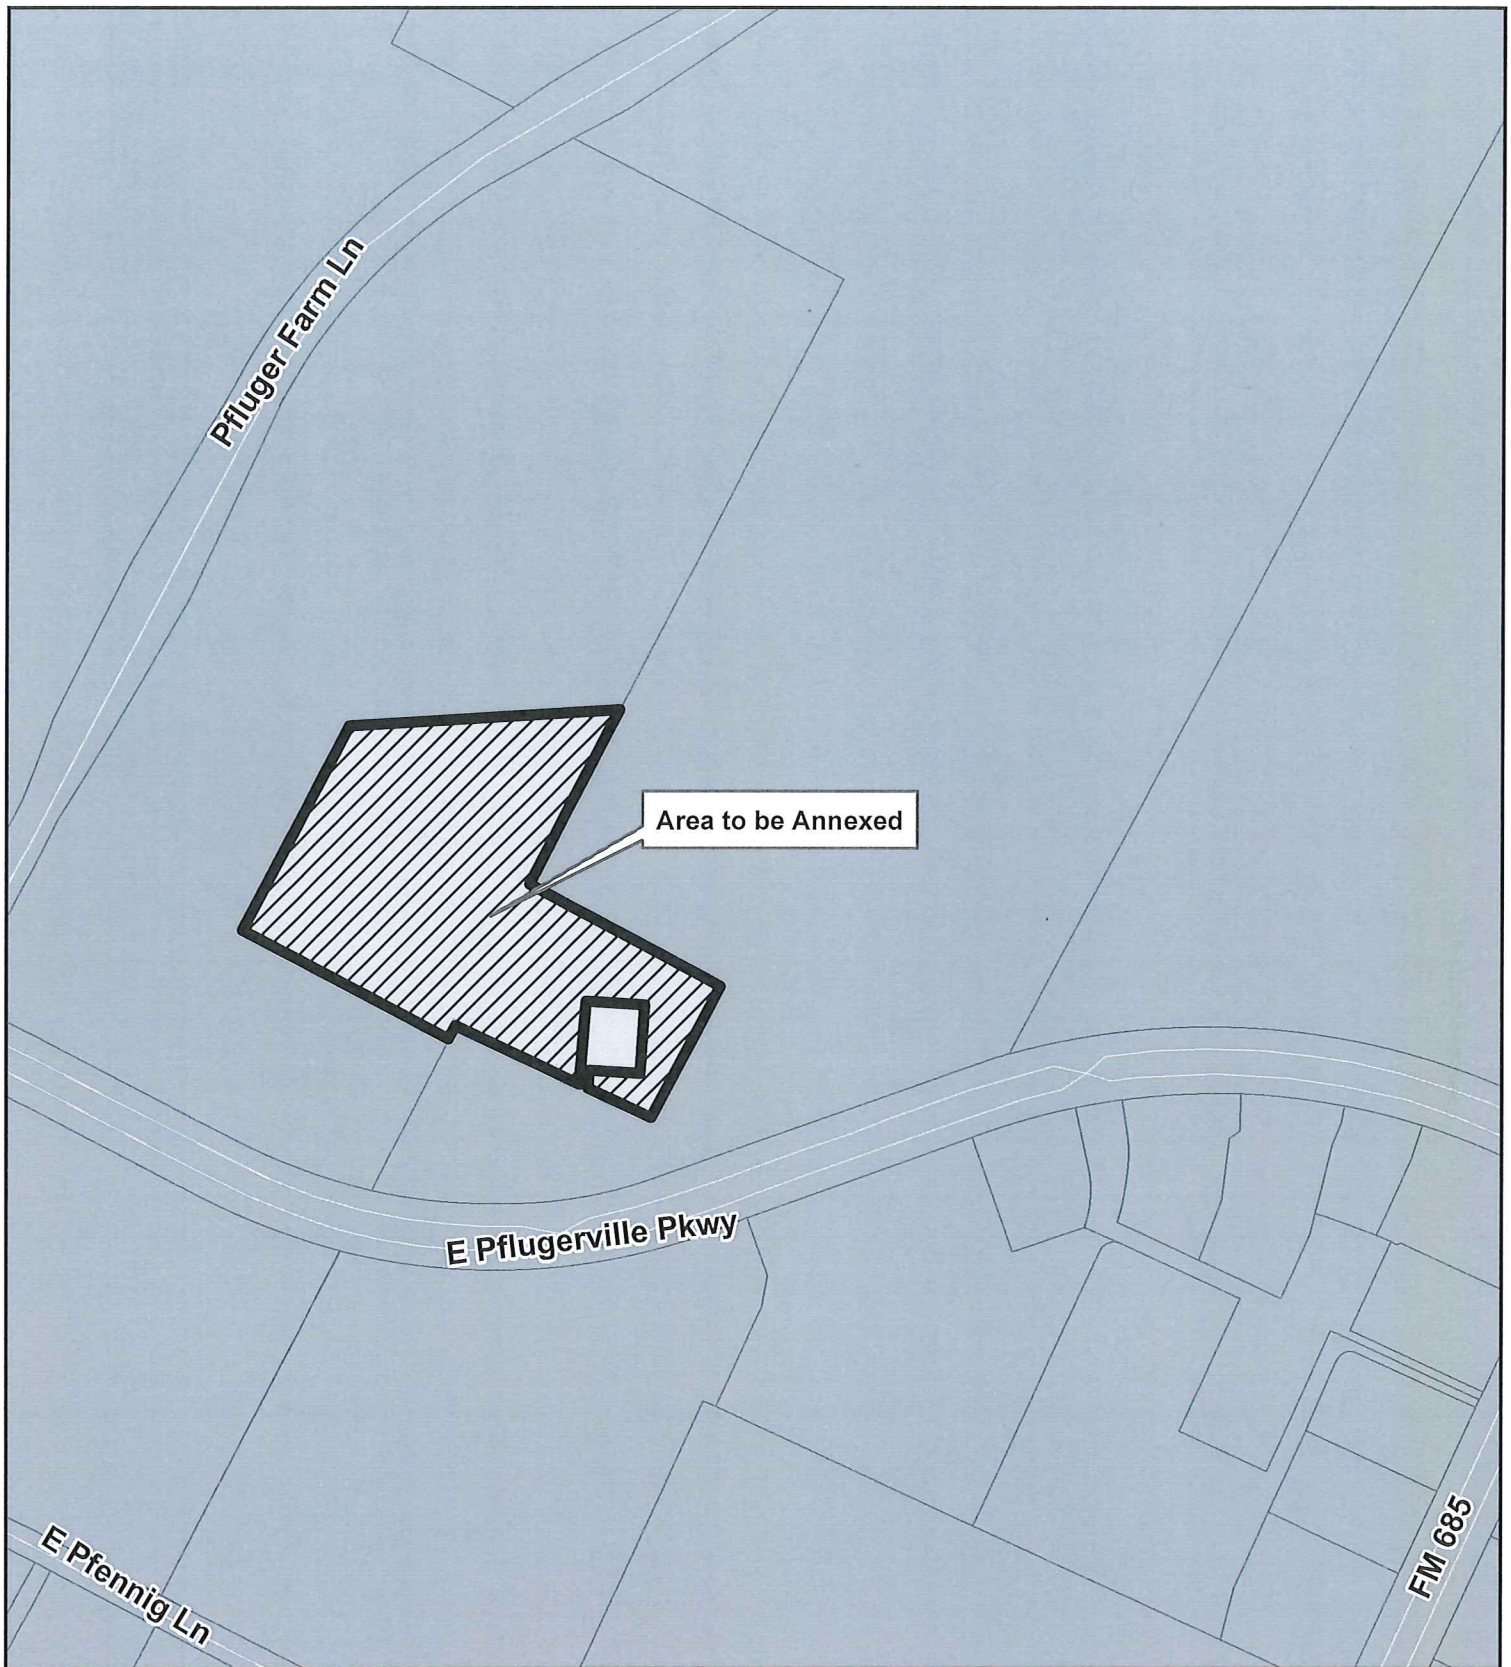 Pfluger Farm Ln
Area to be Annexed
E Pflugerville Pkwy
E Pfennig Ln
FM 685